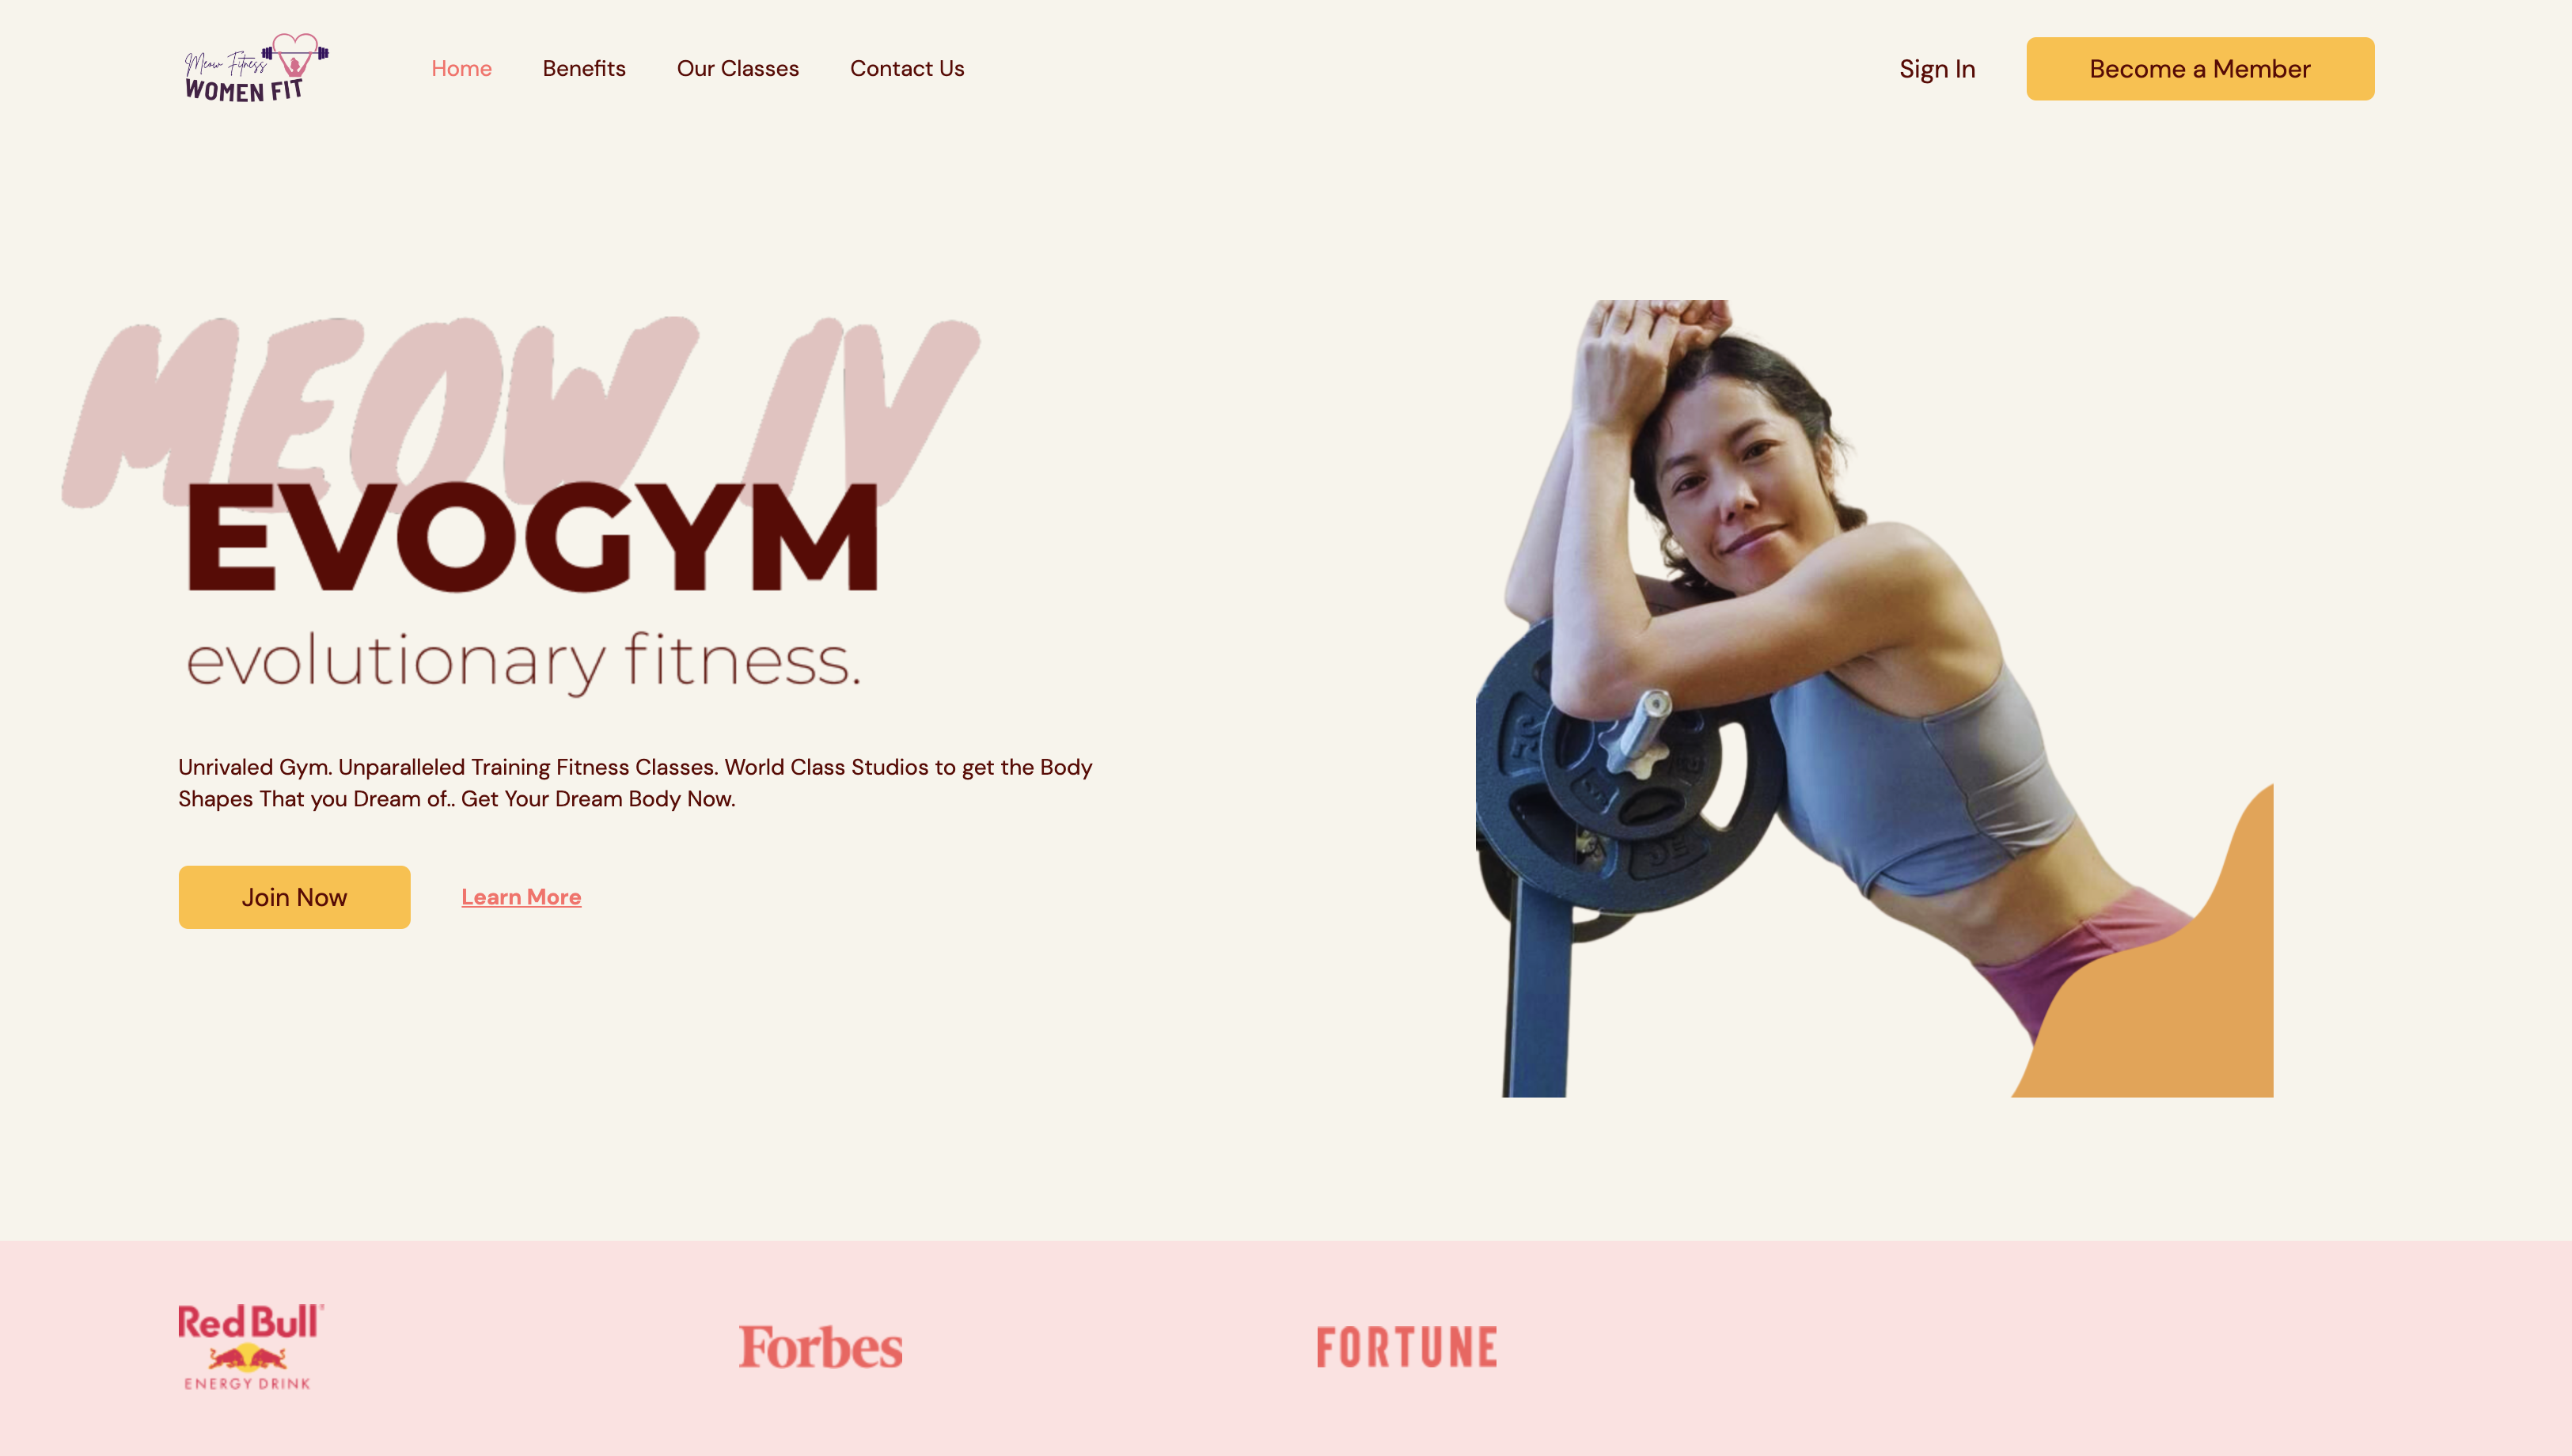 Meow Fitness
WOMEN FIT
Home
Benefits
Our Classes
Contact Us
Sign In
Become a Member
MEOW IV
EVOGYM
evolutionary fitness.
Unrivaled Gym. Unparalleled Training Fitness Classes. World Class Studios to get the Body
Shapes That you Dream of.. Get Your Dream Body Now.
Join Now
Learn More
Red Bull
ENERGY DRINK
Forbes
FORTUNE